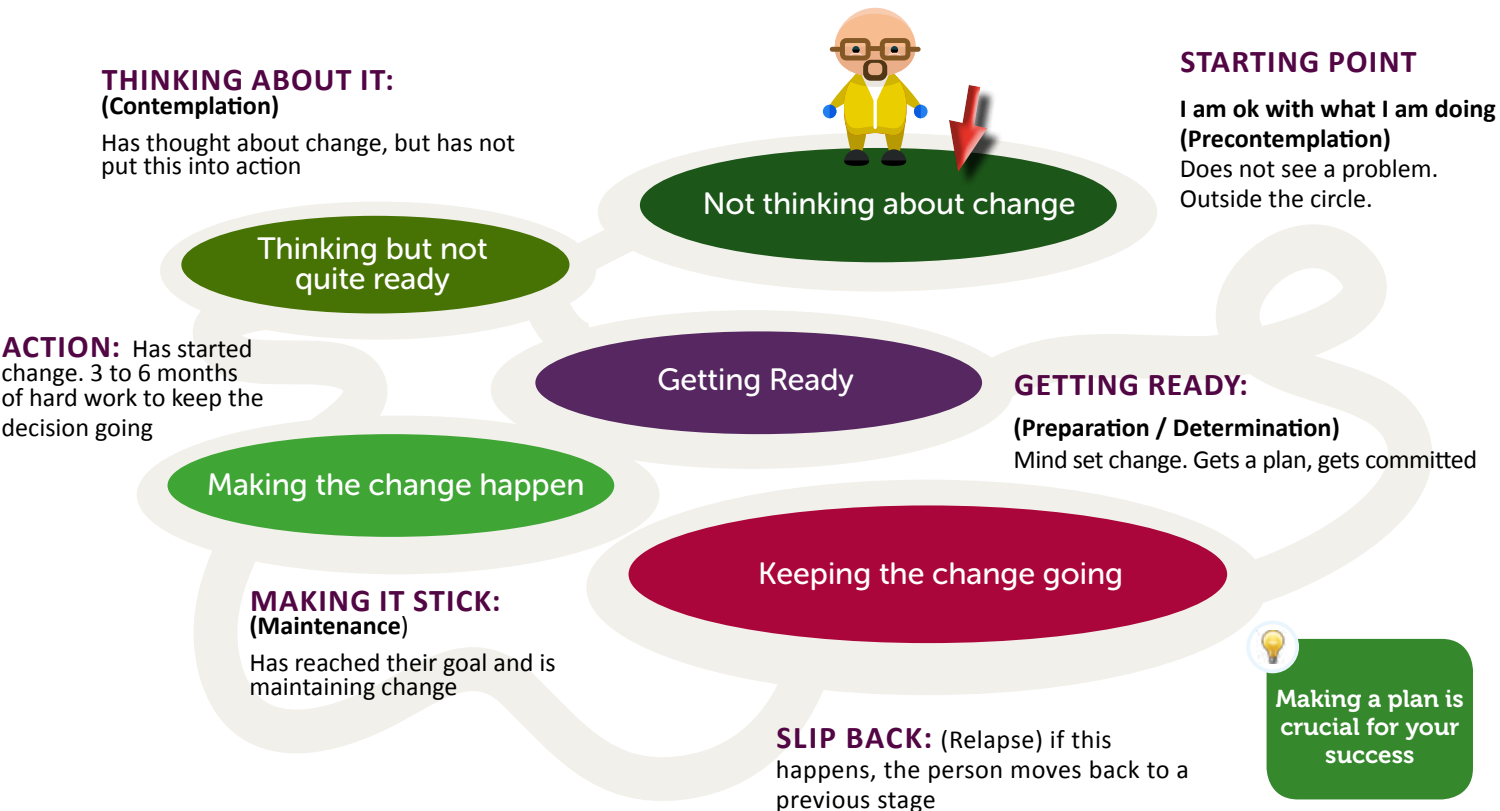 STARTING POINT
I am ok with what I am doing
(Precontemplation)
Does not see a problem.
Outside the circle.
Not thinking about change
THINKING ABOUT IT:
(Contemplation)
Has thought about change, but has not
put this into action
Thinking but not
quite ready
Getting Ready
GETTING READY:
(Preparation / Determination)
Mind set change. Gets a plan, gets committed
ACTION: Has started
change. 3 to 6 months
of hard work to keep the
decision going
Making the change happen
Keeping the change going
MAKING IT STICK:
(Maintenance)
Has reached their goal and is
maintaining change
SLIP BACK: (Relapse) if this
happens, the person moves back to a
previous stage
Making a plan is
crucial for your
success